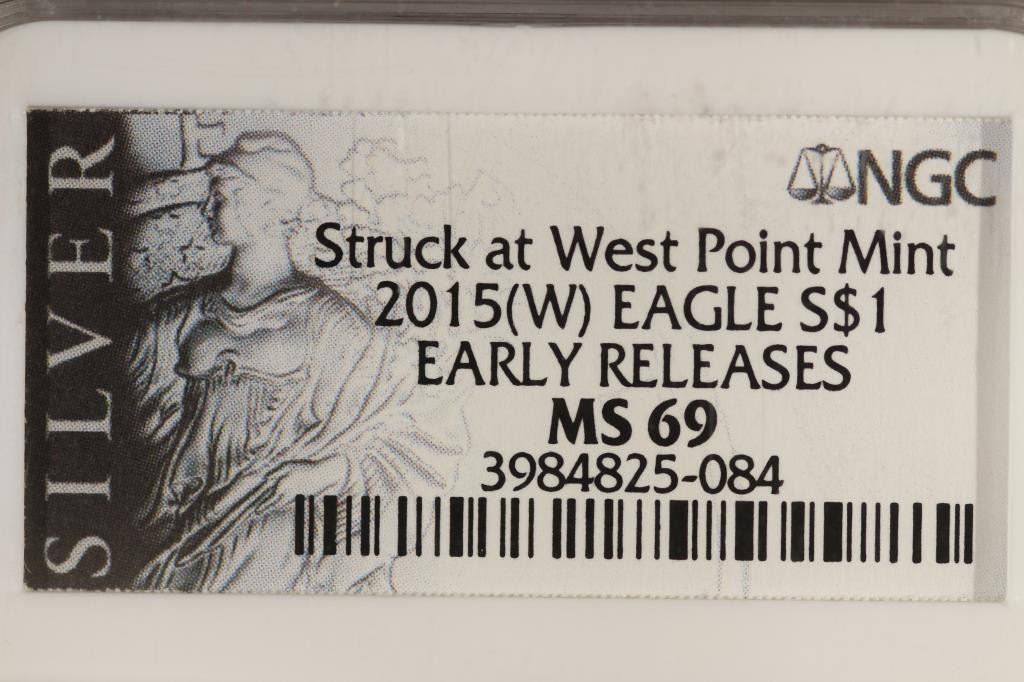 SILVER
NGC
Struck at West Point Mint
2015(W) EAGLE S$1
EARLY RELEASES
MS 69
3984825-084